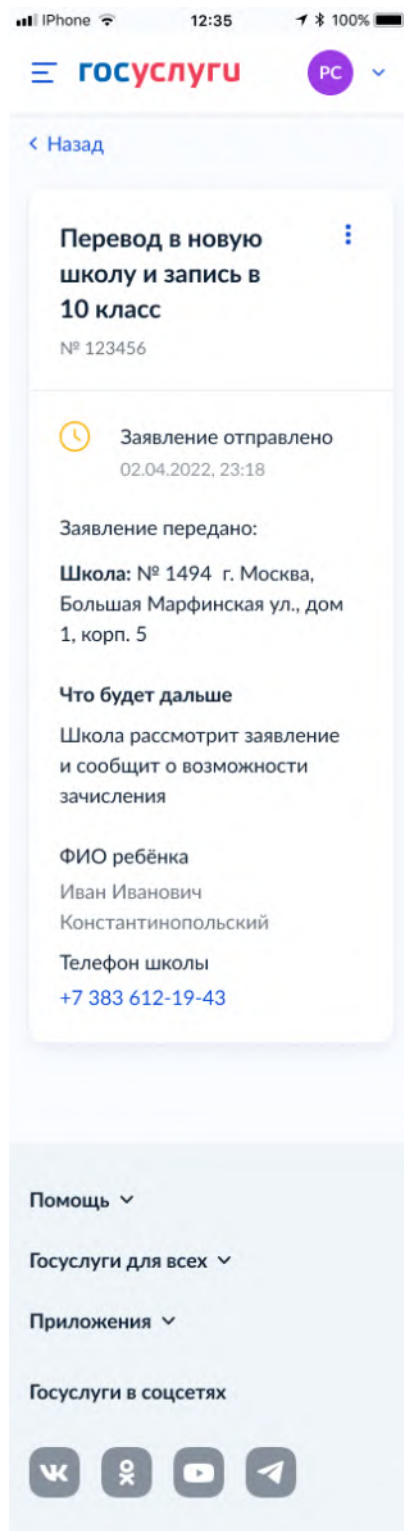 IPhone 12:35 100%
госуслуги РС
Назад
Перевод в новую
школу и запись в
10 класс
№ 123456
Заявление отправлено
02.04.2022, 23:18
Заявление передано:
Школа: № 1494 г. Москва,
Большая Марфинская ул., дом
1, корп. 5
Что будет дальше
Школа рассмотрит заявление
и сообщит о возможности
зачисления
ФИО ребёнка
Иван Иванович
Константинопольский
Телефон школы
+7 383 612-19-43
Помощь
Госуслуги для всех
Приложения
Госуслуги в соцсетях